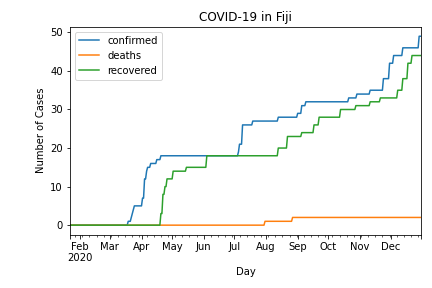 COVID-19 in Fiji
confirmed
deaths
recovered
Number of Cases
50
40
30
20
10
0
Feb Mar Apr May Jun Jul Aug Sep Oct Nov Dec
2020
Day